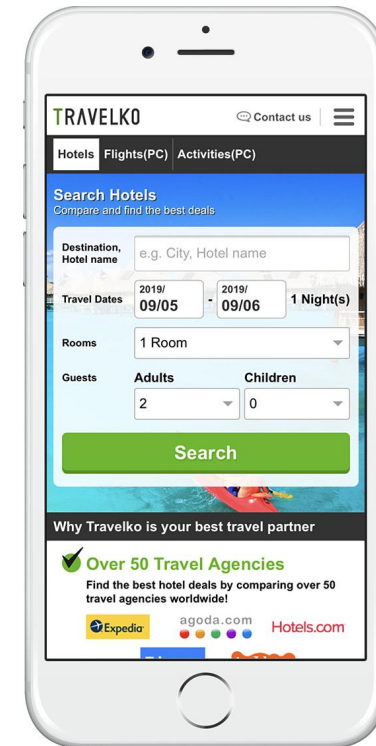 TRAVELKO
Contact us
Hotels Flights(PC) Activities(PC)
Search Hotels
Compare and find the best deals
Destination,
Hotel name
e.g. City, Hotel name
Travel Dates
2019/
09/05
-
2019/
09/06
1 Night(s)
Rooms
1 Room
Guests
Adults
Children
2
0
Search
Why Travelko is your best travel partner
Over 50 Travel Agencies
Find the best hotel deals by comparing over 50
travel agencies worldwide!
Expedia
agoda.com
Hotels.com